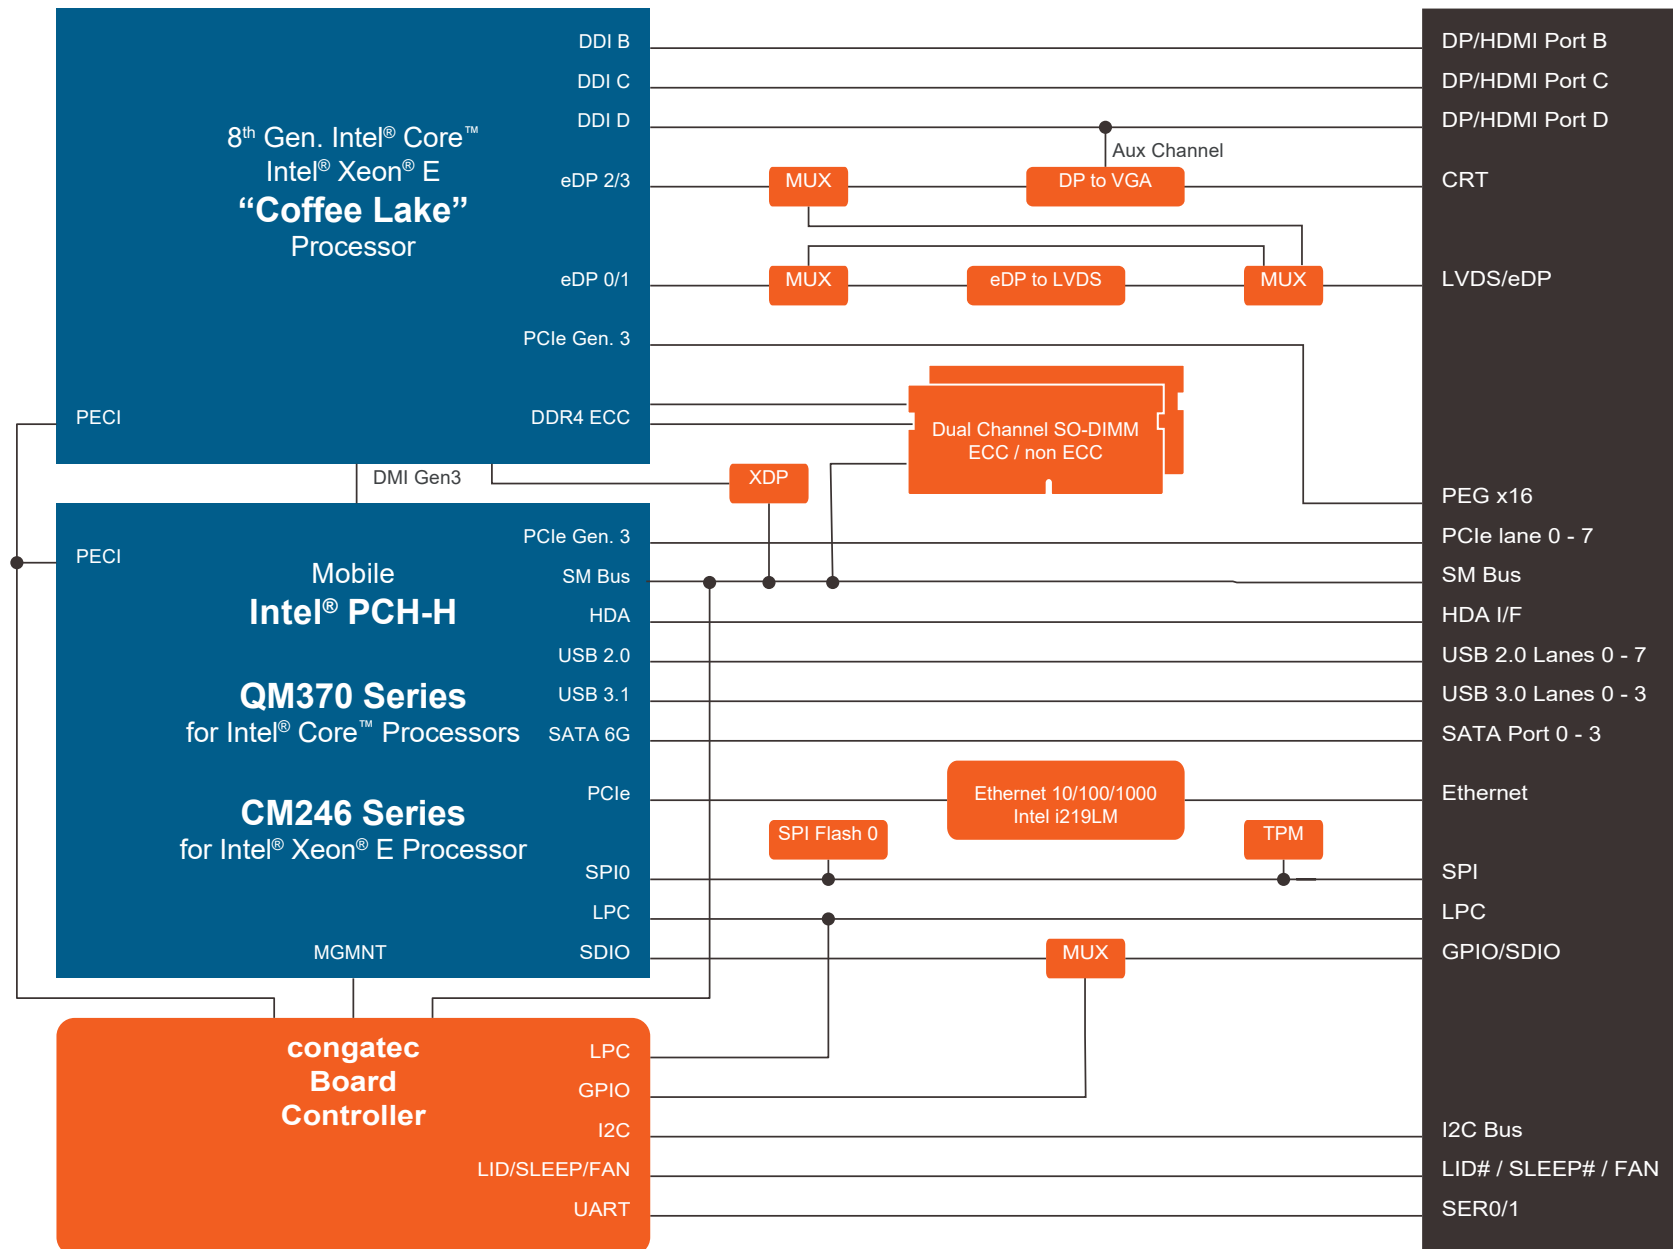 DDI B
DP/HDMI Port B
DDI C
DP/HDMI Port C
DDI D
DP/HDMI Port D
8th Gen. Intel® Core™
Intel® Xeon® E
“Coffee Lake”
Processor
Aux Channel
eDP 2/3
MUX
DP to VGA
CRT
eDP 0/1
MUX
eDP to LVDS
MUX
LVDS/eDP
PCIe Gen. 3
PECI
DDR4 ECC
Dual Channel SO-DIMM
ECC / non ECC
DMI Gen3
XDP
PEG x16
PCIe Gen. 3
PCIe lane 0 - 7
PECI
SM Bus
SM Bus
Mobile
Intel® PCH-H
HDA
HDA I/F
USB 2.0
USB 2.0 Lanes 0 - 7
QM370 Series
for Intel® Core™ Processors
USB 3.1
USB 3.0 Lanes 0 - 3
SATA 6G
SATA Port 0 - 3
CM246 Series
for Intel® Xeon® E Processor
PCIe
Ethernet 10/100/1000
Intel i219LM
Ethernet
SPI Flash 0
TPM
SPI0
SPI
LPC
LPC
MGMNT
SDIO
MUX
GPIO/SDIO
congatec
Board
Controller
LPC
GPIO
I2C
I2C Bus
LID/SLEEP/FAN
LID# / SLEEP# / FAN
UART
SER0/1